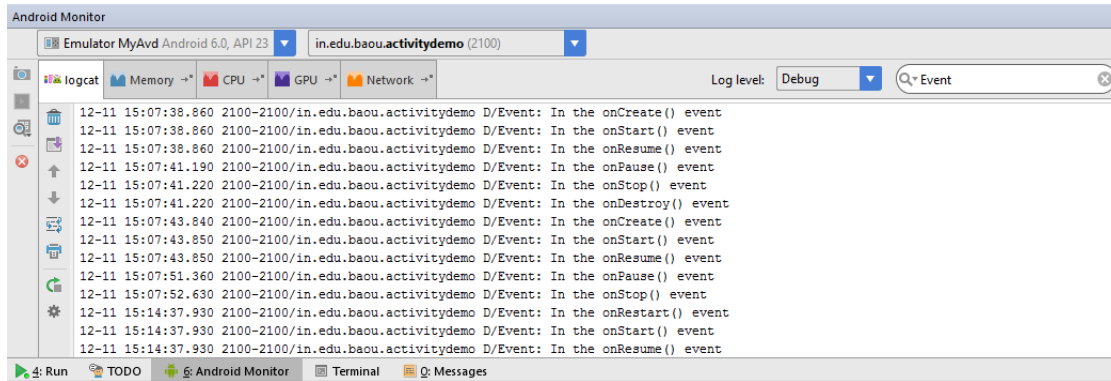 Android Monitor
Emulator MyAvd Android 6.0, API 23 in.edu.baou.activitydemo (2100)
logcat Memory →" CPU →" GPU →" Network →" Log level: Debug Event
12-11 15:07:38.860 2100-2100/in.edu.baou.activitydemo D/Event: In the onCreate() event
12-11 15:07:38.860 2100-2100/in.edu.baou.activitydemo D/Event: In the onStart() event
12-11 15:07:38.860 2100-2100/in.edu.baou.activitydemo D/Event: In the onResume() event
12-11 15:07:41.190 2100-2100/in.edu.baou.activitydemo D/Event: In the onPause() event
12-11 15:07:41.220 2100-2100/in.edu.baou.activitydemo D/Event: In the onStop() event
12-11 15:07:41.220 2100-2100/in.edu.baou.activitydemo D/Event: In the onDestroy() event
12-11 15:07:43.840 2100-2100/in.edu.baou.activitydemo D/Event: In the onCreate() event
12-11 15:07:43.850 2100-2100/in.edu.baou.activitydemo D/Event: In the onStart() event
12-11 15:07:43.850 2100-2100/in.edu.baou.activitydemo D/Event: In the onResume() event
12-11 15:07:51.360 2100-2100/in.edu.baou.activitydemo D/Event: In the onPause() event
12-11 15:07:52.630 2100-2100/in.edu.baou.activitydemo D/Event: In the onStop() event
12-11 15:14:37.930 2100-2100/in.edu.baou.activitydemo D/Event: In the onRestart() event
12-11 15:14:37.930 2100-2100/in.edu.baou.activitydemo D/Event: In the onStart() event
12-11 15:14:37.930 2100-2100/in.edu.baou.activitydemo D/Event: In the onResume() event
4: Run TODO 6: Android Monitor Terminal 0: Messages